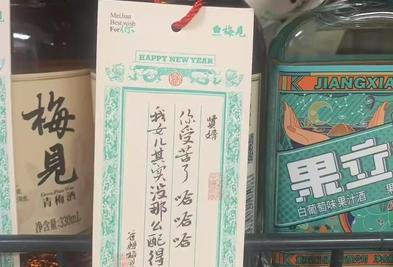 梅見
青梅酒
330ml
Meijian
Best wish
For 你
梅見
HAPPY NEW YEAR
你受苦了 哈哈哈
我女儿其实没那么配得
JIANGXIA
果立
白葡萄味果汁酒